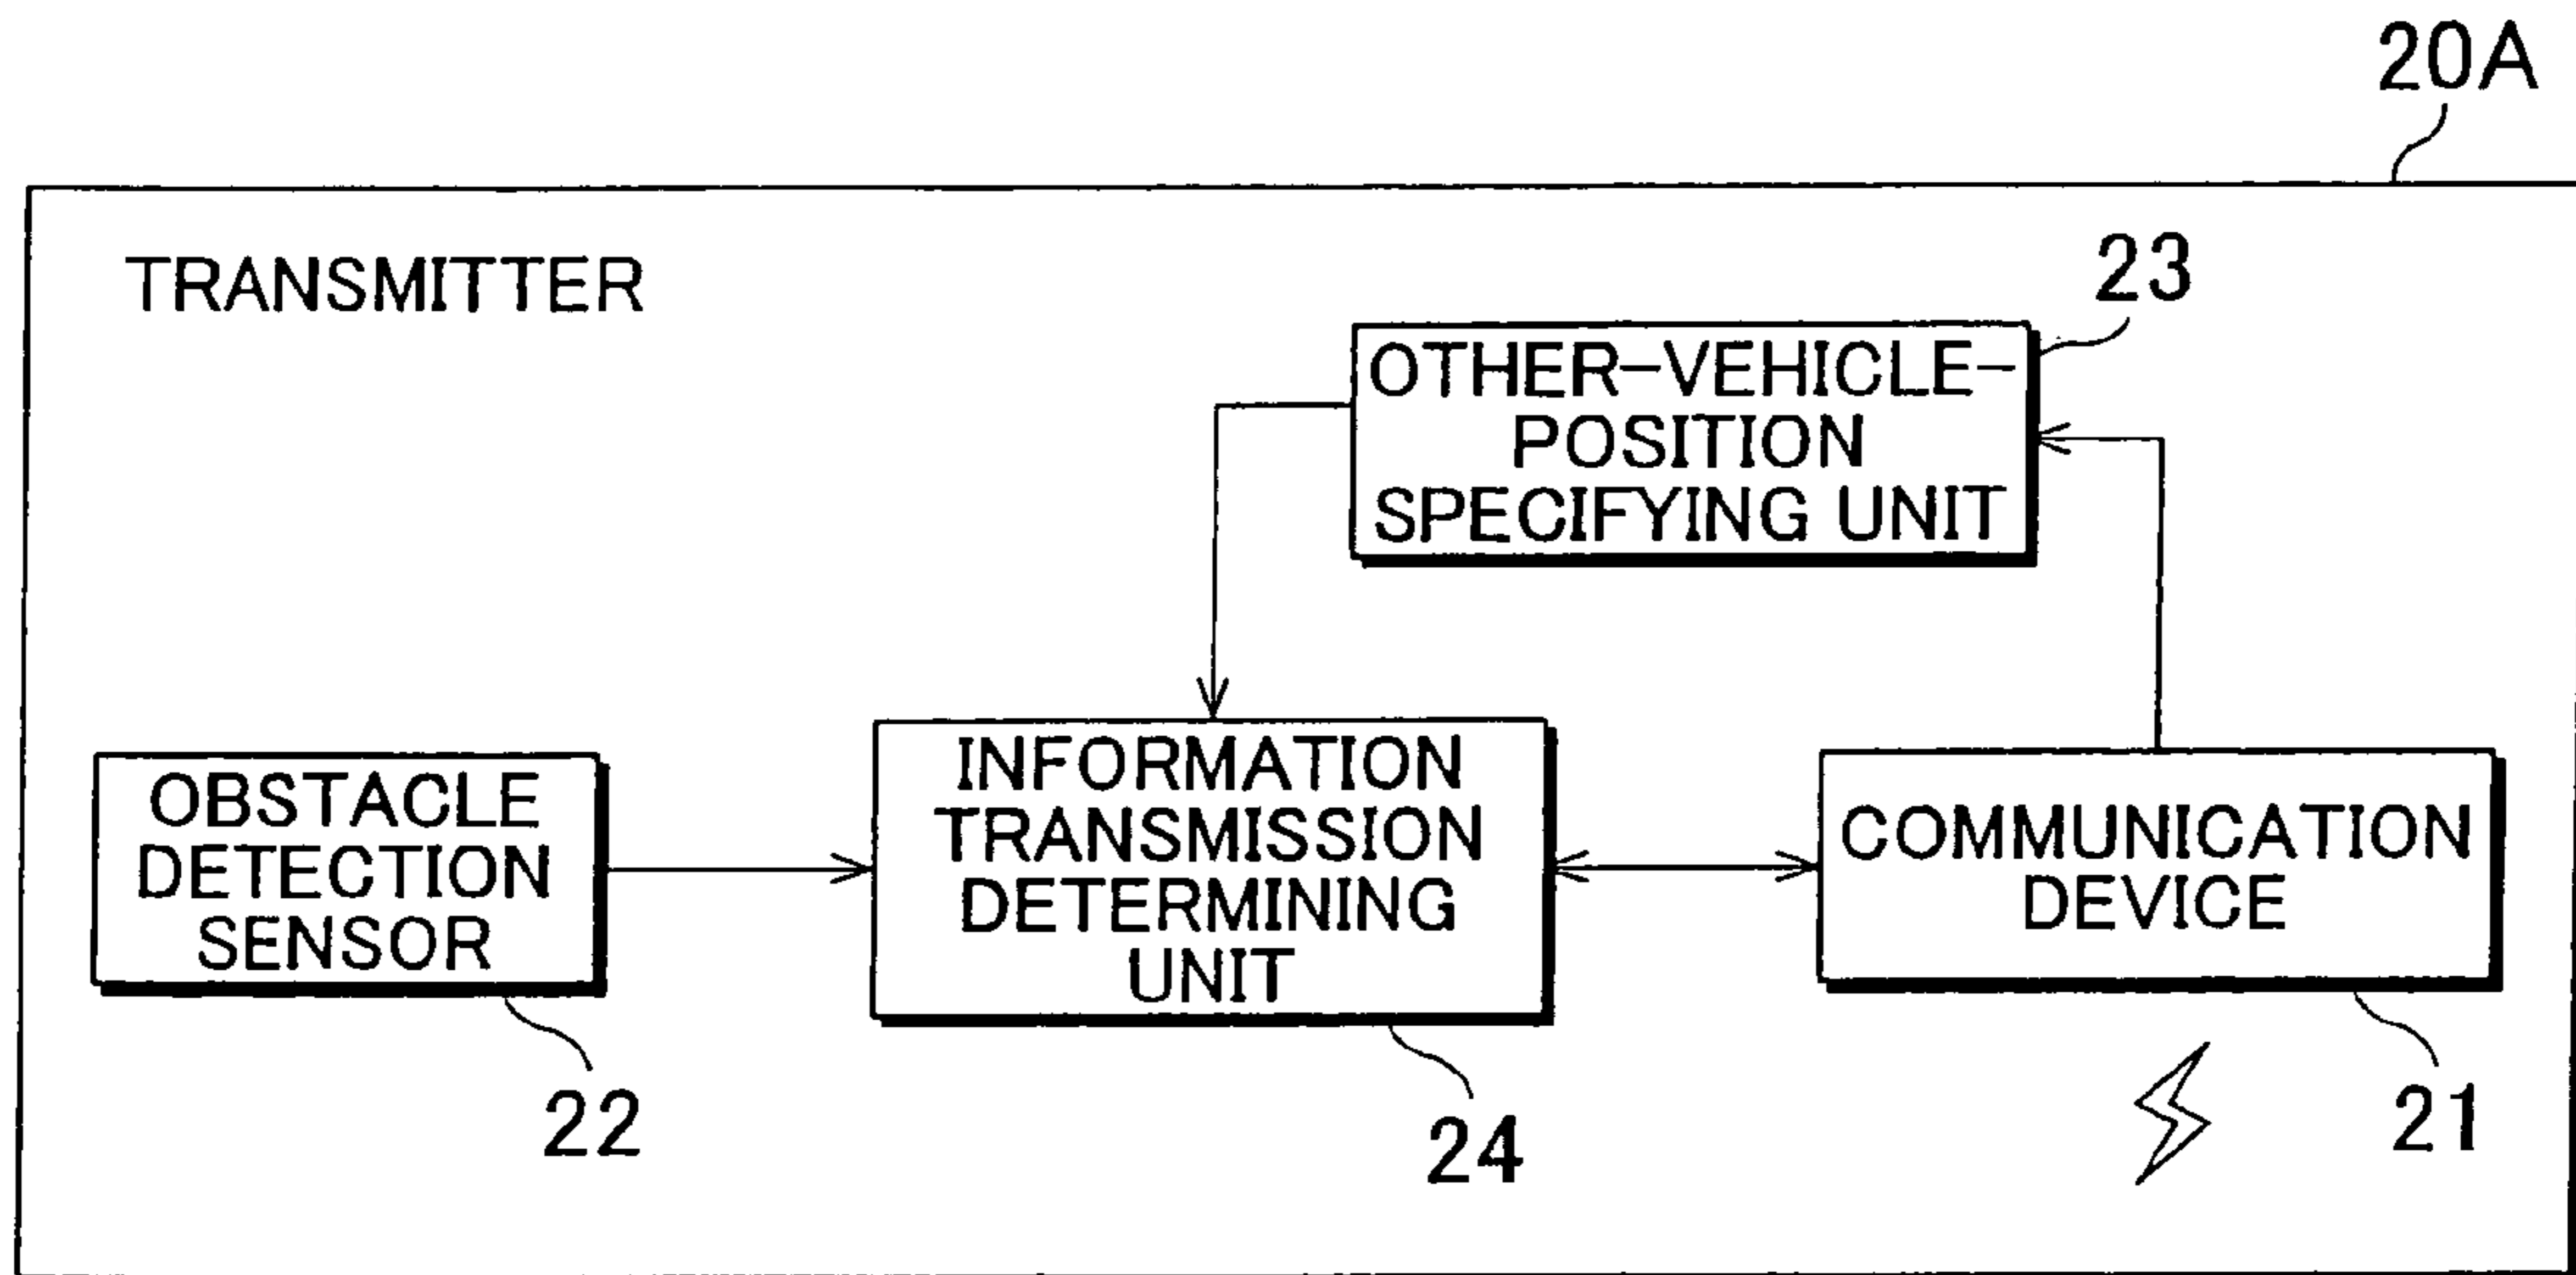 20A
TRANSMITTER
23
OTHER-VEHICLE-
POSITION
SPECIFYING UNIT
OBSTACLE
DETECTION
SENSOR
22
INFORMATION
TRANSMISSION
DETERMINING
UNIT
24
COMMUNICATION
DEVICE
21